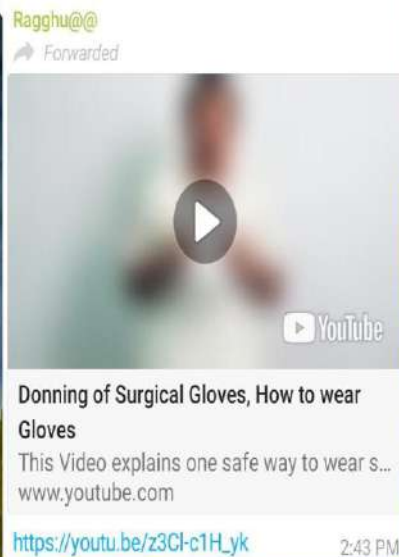 Ragghu@@
Forwarded
YouTube
Donning of Surgical Gloves, How to wear
Gloves
This Video explains one safe way to wear s...
www.youtube.com
https://youtu.be/z3Cl-c1H_yk
2:43 PM